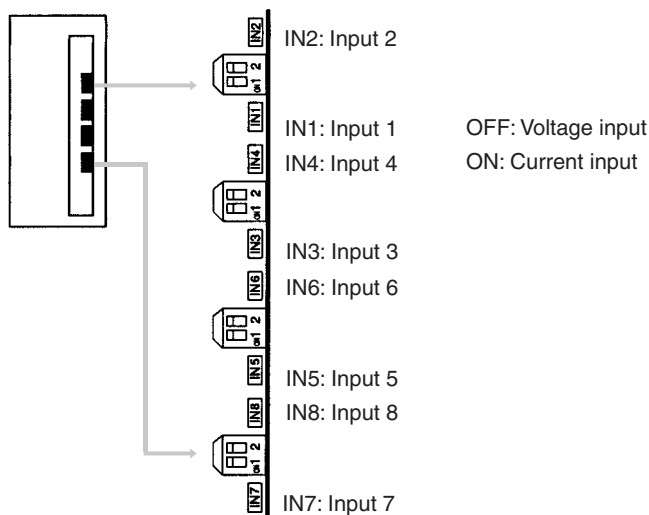 IN2 IN2: Input 2
2
ON 1
IN1 IN1: Input 1 OFF: Voltage input
IN4 IN4: Input 4 ON: Current input
2
ON 1
IN3 IN3: Input 3
IN6 IN6: Input 6
2
ON 1
IN5 IN5: Input 5
IN8 IN8: Input 8
2
ON 1
IN7 IN7: Input 7